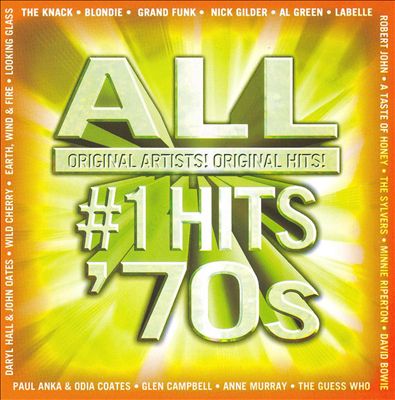 THE KNACK • BLONDIE • GRAND FUNK • NICK GILDER • AL GREEN • LABELLE
ROBERT JOHN • A TASTE OF HONEY • THE SYLVERS • MINNIE RIPERTON • DAVID BOWIE
ALL
ORIGINAL ARTISTS! ORIGINAL HITS!
#1 HITS
'70s
PAUL ANKA & ODIA COATES • GLEN CAMPBELL • ANNE MURRAY • THE GUESS WHO
DARYL HALL & JOHN OATES • WILD CHERRY • EARTH, WIND & FIRE • LOOKING GLASS